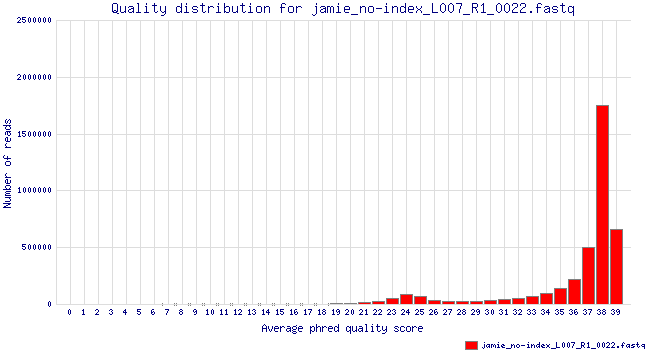 Quality distribution for jamie_no-index_L007_R1_0022.fastq
2500000
2000000
1500000
1000000
500000
0
Number of reads
0 1 2 3 4 5 6 7 8 9 10 11 12 13 14 15 16 17 18 19 20 21 22 23 24 25 26 27 28 29 30 31 32 33 34 35 36 37 38 39
Average phred quality score
jamie_no-index_L007_R1_0022.fastq